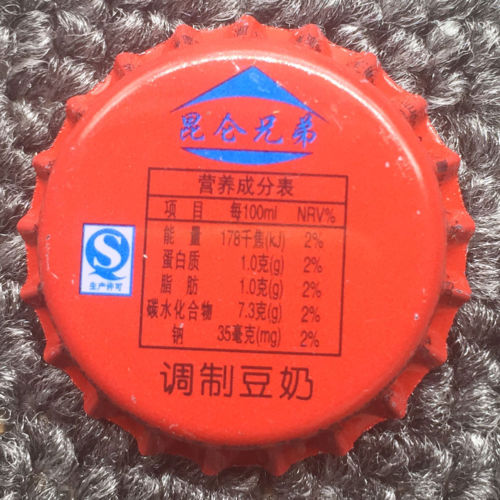 昆仑兄弟
营养成分表
项 目 每100ml NRV%
能 量 178千焦(kJ) 2%
蛋白质 1.0克(g) 2%
脂 肪 1.0克(g) 2%
碳水化合物 7.3克(g) 2%
钠 35毫克(mg) 2%
QS
生产许可
调制豆奶